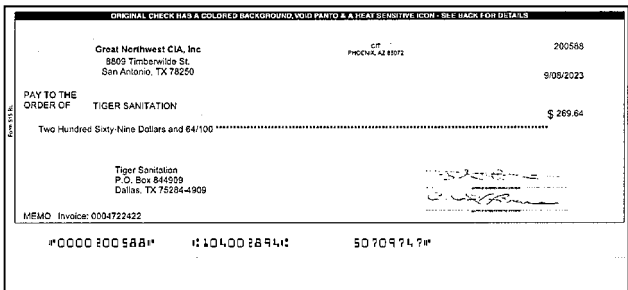 ORIGINAL CHECK HAS A COLORED BACKGROUND, VOID PANTO & A HEAT SENSITIVE ICON - SEE BACK FOR DETAILS
Great Northwest CIA, Inc
8809 Timberwilde St.
San Antonio, TX 78250
CIT
PHOENIX, AZ 85072
200588
9/08/2023
PAY TO THE
ORDER OF TIGER SANITATION
$ 269.64
Two Hundred Sixty-Nine Dollars and 64/100
Tiger Sanitation
P.O. Box 844909
Dallas, TX 75284-4909
MEMO Invoice: 0004722422
⑈0000200588⑈ ⑆104002894⑆ 50709747⑈